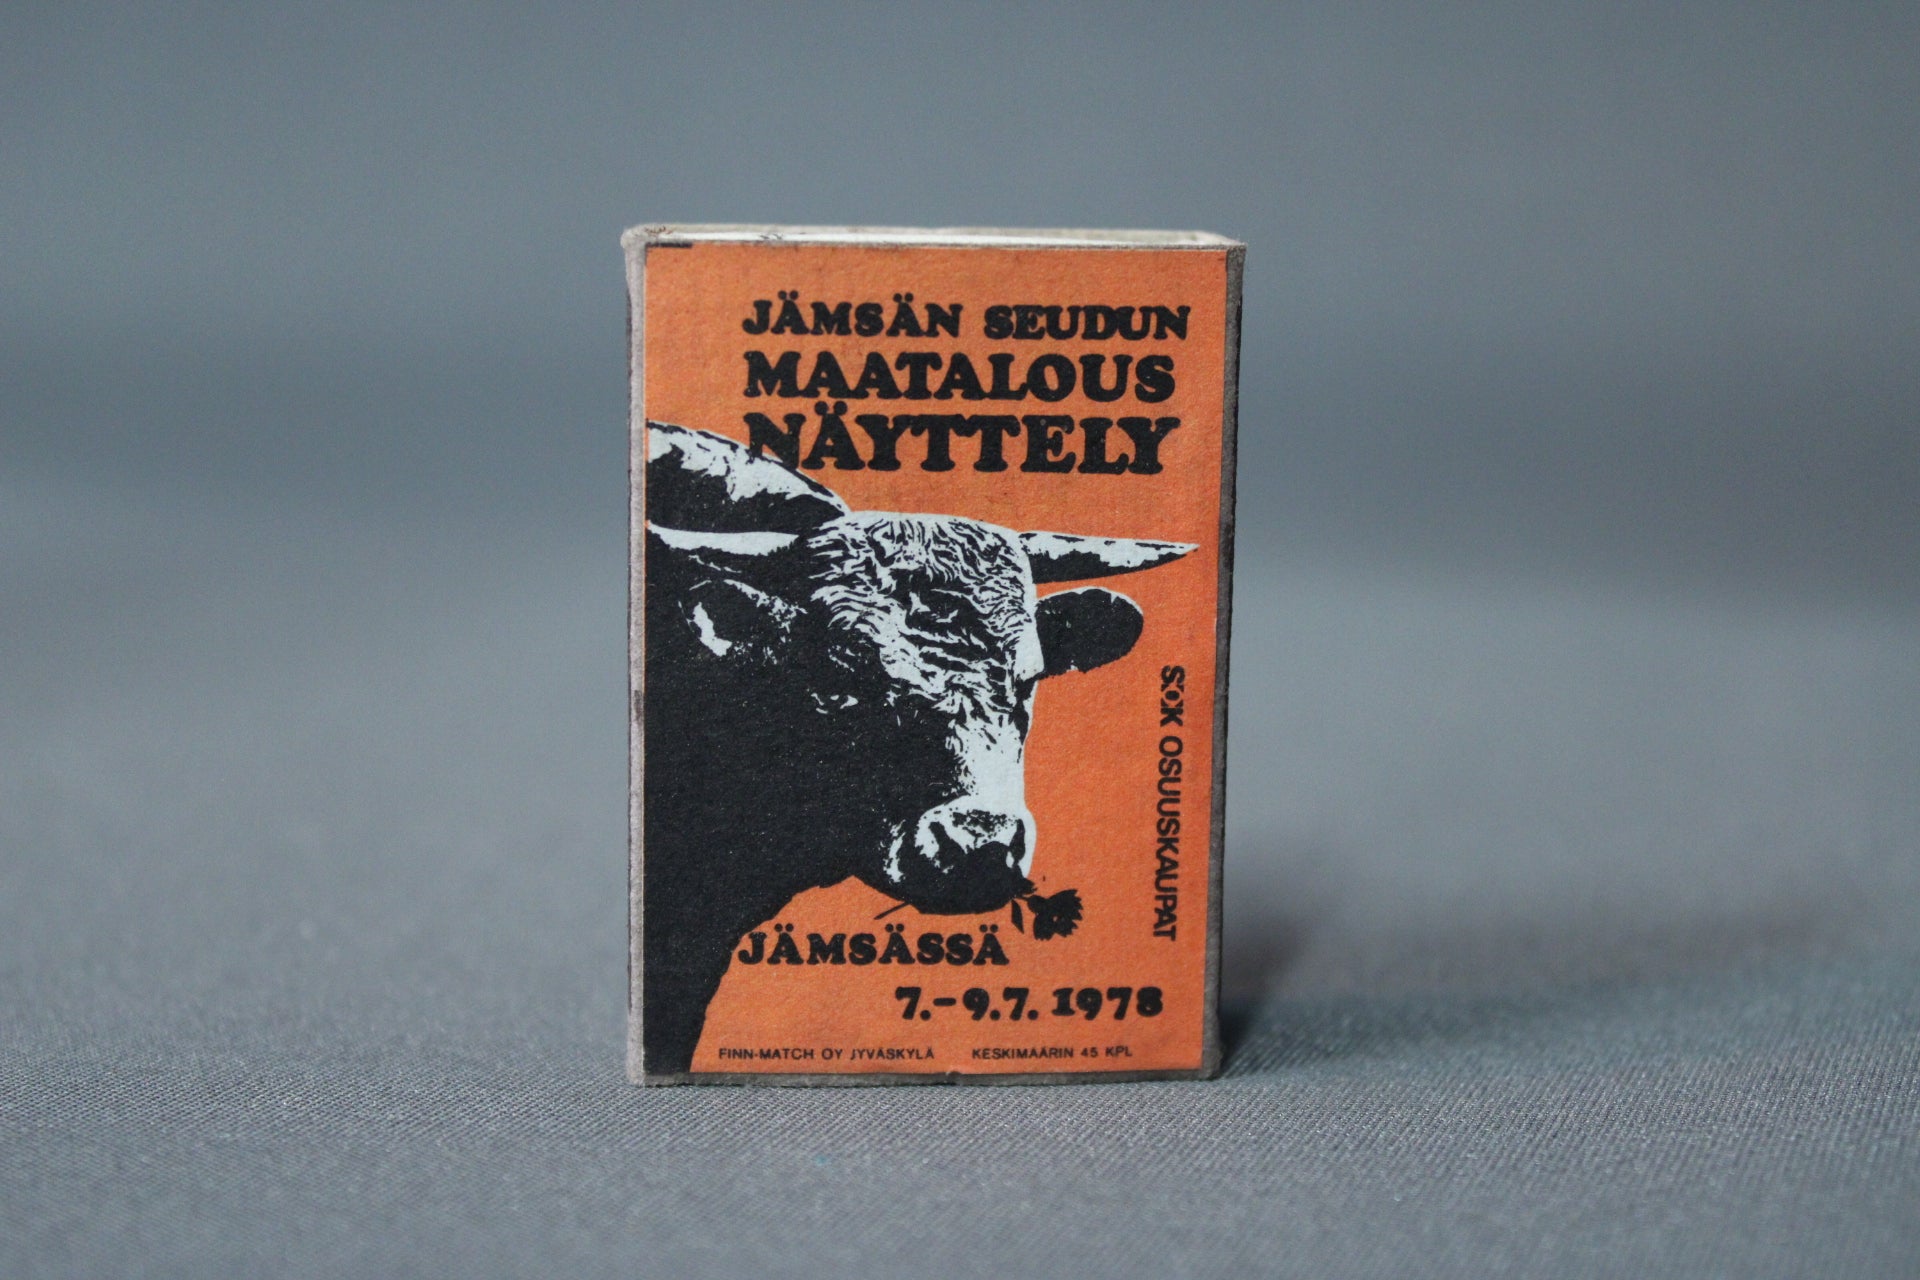 JÄMSÄN SEUDUN
MAATALOUS
NÄYTTELY
SOK OSUUSKAUPAT
JÄMSÄSSÄ
7.-9.7. 1978
FINN-MATCH OY JYVÄSKYLÄ KESKIMÄÄRIN 45 KPL